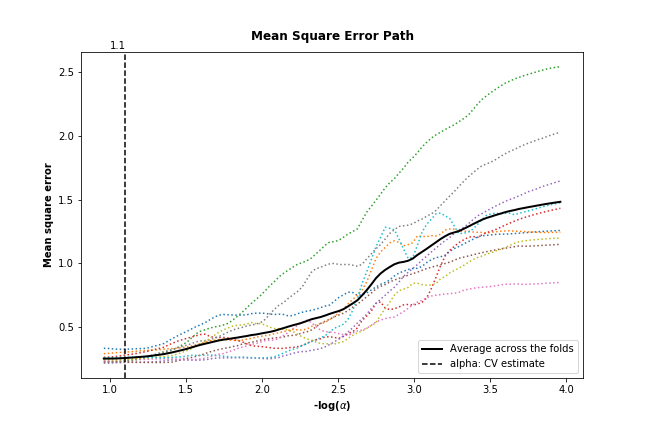 Mean Square Error Path
1.1
2.5
2.0
1.5
1.0
0.5
Mean square error
1.0 1.5 2.0 2.5 3.0 3.5 4.0
-log(α)
Average across the folds
alpha: CV estimate